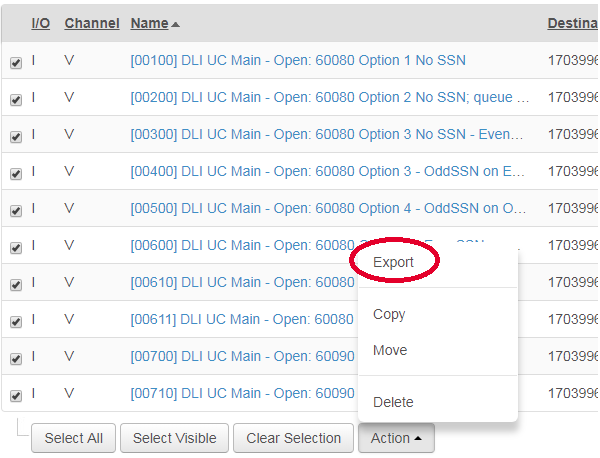 I/O Channel Name Destina
I V [00100] DLI UC Main - Open: 60080 Option 1 No SSN 1703996
I V [00200] DLI UC Main - Open: 60080 Option 2 No SSN; queue ... 1703996
I V [00300] DLI UC Main - Open: 60080 Option 3 No SSN - Even... 1703996
I V [00400] DLI UC Main - Open: 60080 Option 3 - OddSSN on E... 1703996
I V [00500] DLI UC Main - Open: 60080 Option 4 - OddSSN on O... 1703996
I V [00600] DLI UC Main - Open: 60080 1703996
Export
I V [00610] DLI UC Main - Open: 60080 1703996
I V [00611] DLI UC Main - Open: 60080 1703996
Copy
I V [00700] DLI UC Main - Open: 60090 1703996
Move
I V [00710] DLI UC Main - Open: 60090 1703996
Delete
Select All Select Visible Clear Selection Action